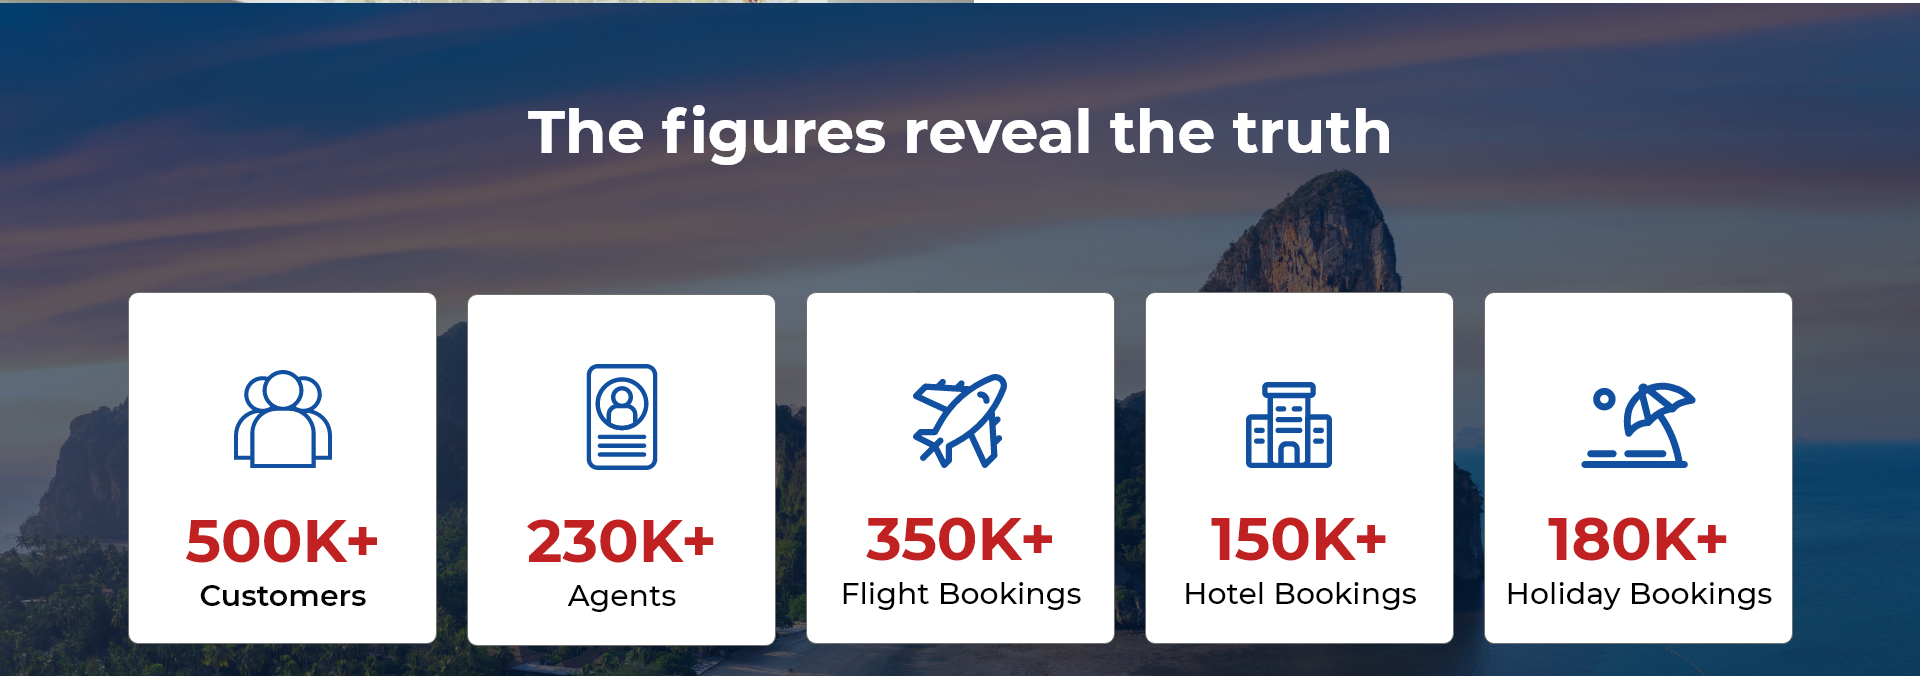 The figures reveal the truth
500K+
Customers
230K+
Agents
350K+
Flight Bookings
150K+
Hotel Bookings
180K+
Holiday Bookings